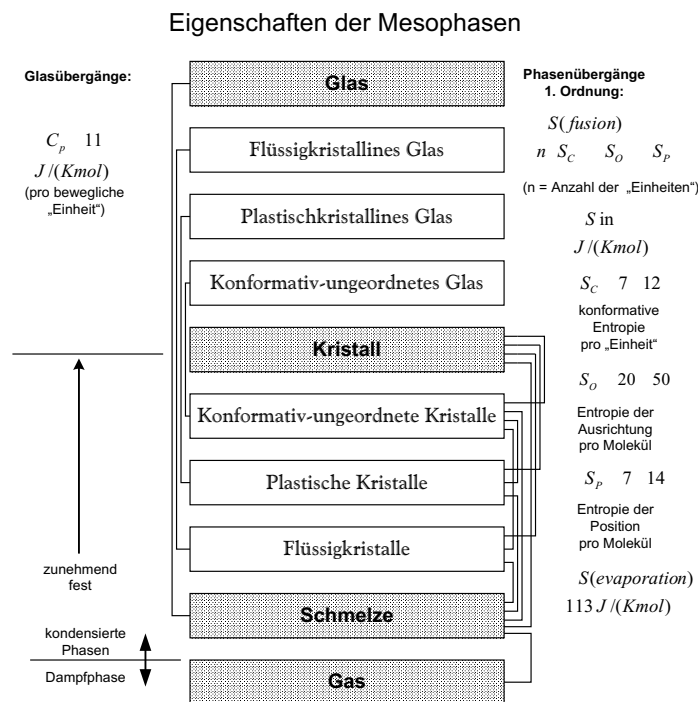 Eigenschaften der Mesophasen
Glasübergänge:
C_p 11
J /(Kmol)
(pro bewegliche
„Einheit“)
zunehmend
fest
kondensierte
Phasen
Dampfphase
Glas
Flüssigkristallines Glas
Plastischkristallines Glas
Konformativ-ungeordnetes Glas
Kristall
Konformativ-ungeordnete Kristalle
Plastische Kristalle
Flüssigkristalle
Schmelze
Gas
Phasenübergänge
1. Ordnung:
S(fusion)
n S_C S_O S_P
(n = Anzahl der „Einheiten“)
S in
J /(Kmol)
S_C 7 12
konformative
Entropie
pro „Einheit“
S_O 20 50
Entropie der
Ausrichtung
pro Molekül
S_P 7 14
Entropie der
Position
pro Molekül
S(evaporation)
113 J /(Kmol)